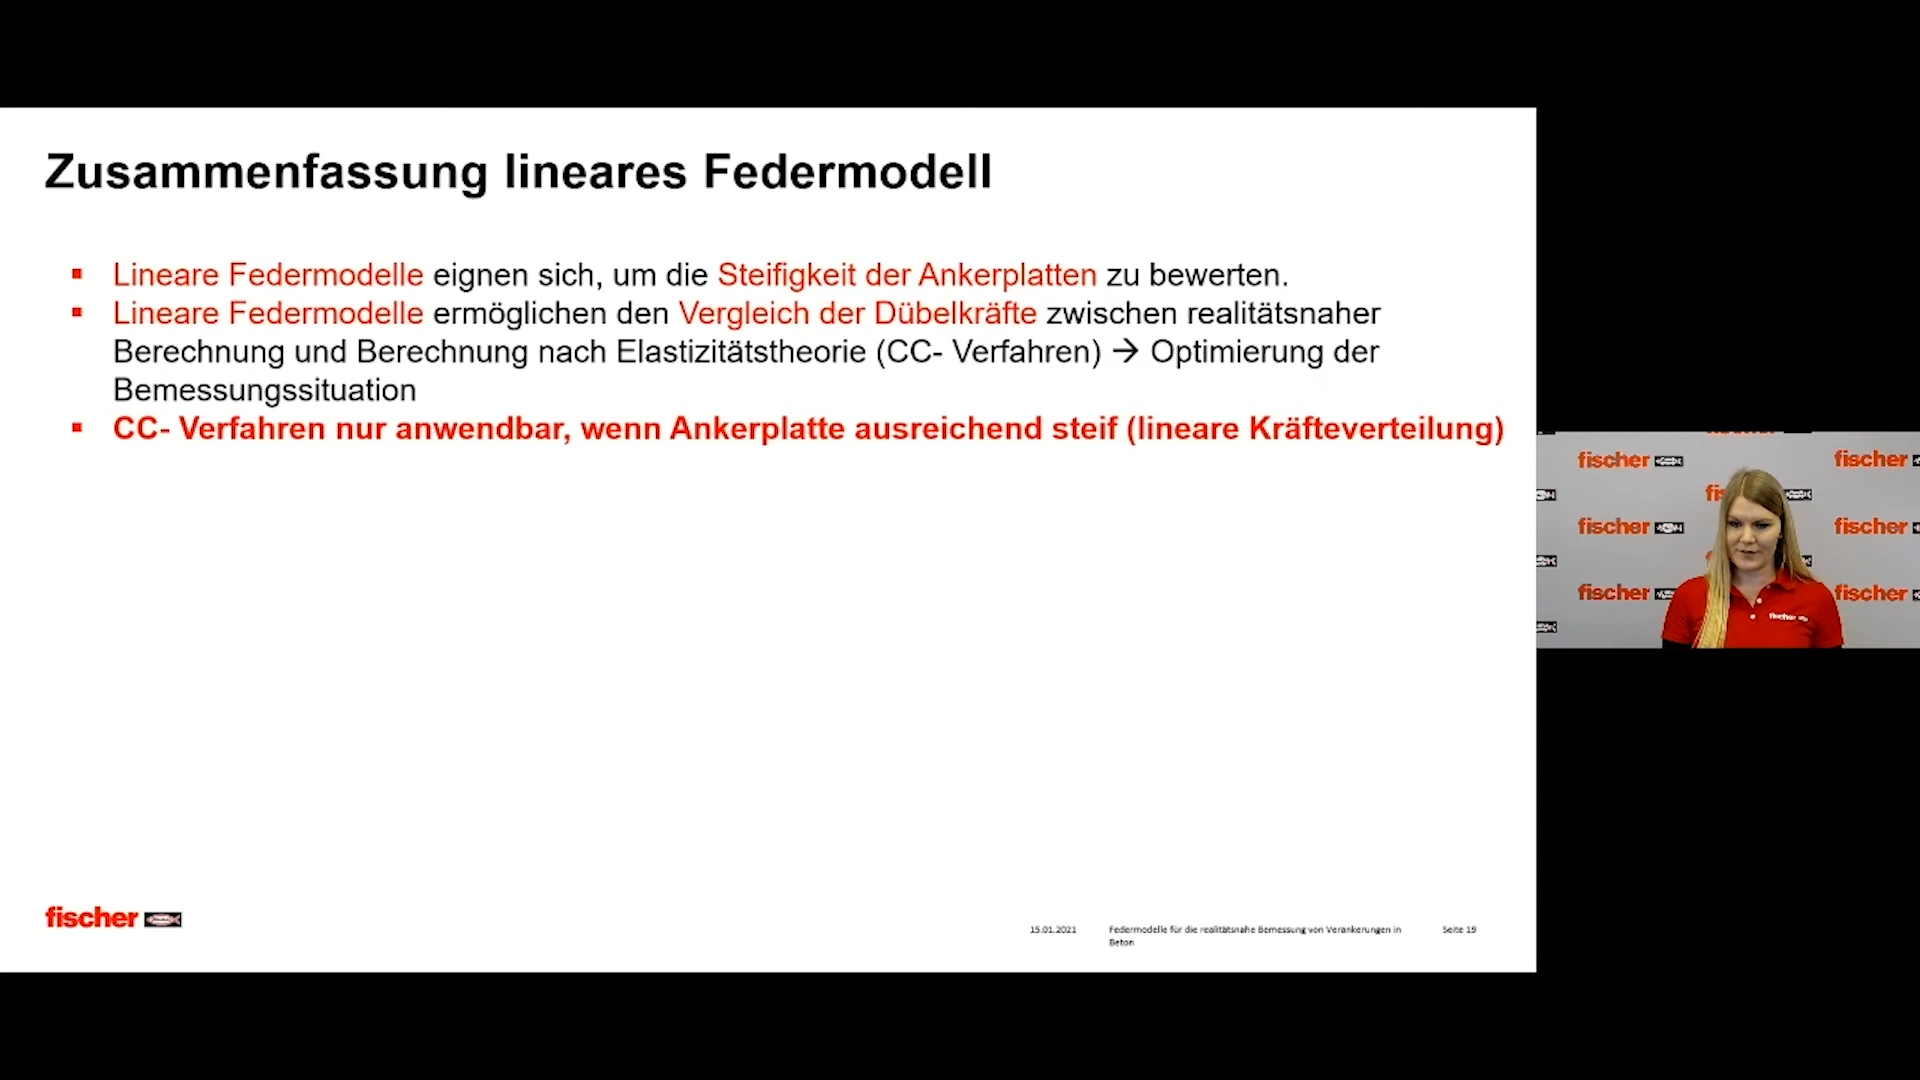 Zusammenfassung lineares Federmodell
Lineare Federmodelle eignen sich, um die Steifigkeit der Ankerplatten zu bewerten.
Lineare Federmodelle ermöglichen den Vergleich der Dübelkräfte zwischen realitätsnaher
Berechnung und Berechnung nach Elastizitätstheorie (CC- Verfahren) → Optimierung der
Bemessungssituation
CC- Verfahren nur anwendbar, wenn Ankerplatte ausreichend steif (lineare Kräfteverteilung)
fischer fischer
fi
fischer fischer
fischer fischer
fischer
fischer
15.01.2021 Federmodelle für die realitätsnahe Bemessung von Verankerungen in Seite 19
Beton